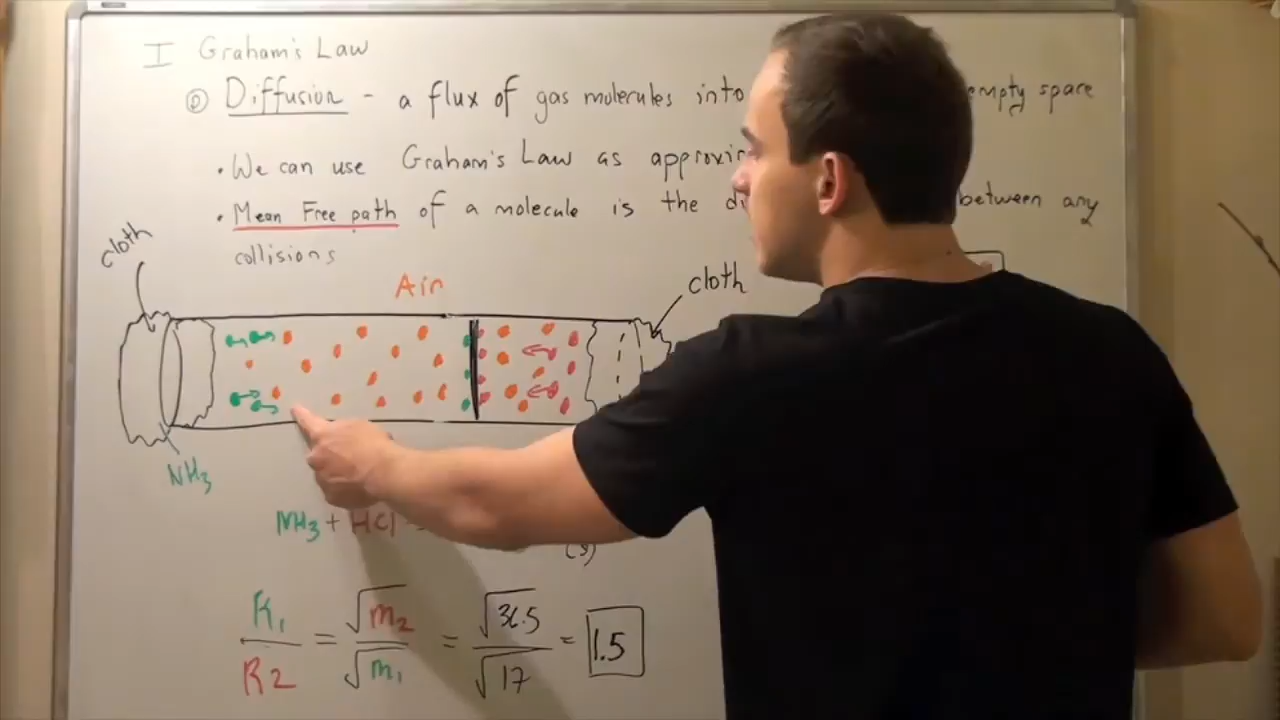 I Graham's Law
① Diffusion - a flux of gas molecules into empty space
• We can use Graham's Law as
• Mean Free path of a molecule is the between any
collisions
cloth
Air
cloth
NH3
NH3 + HCl
(s)
R1 / R2 = √m2 / √m1 = √36.5 / √17 = 1.5